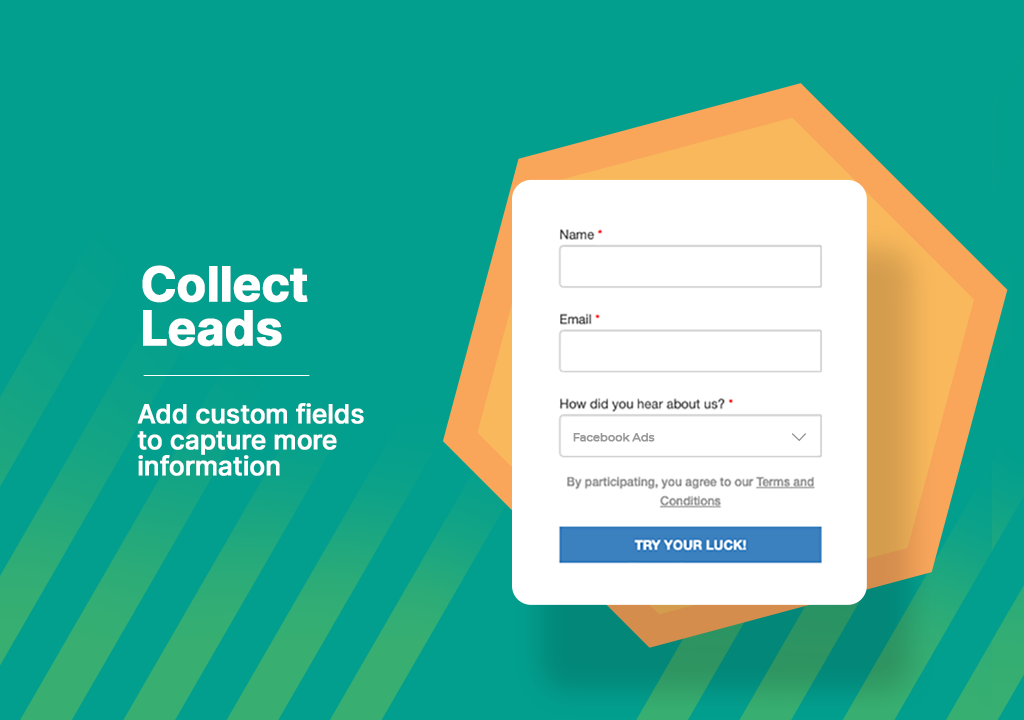 Collect
Leads
Add custom fields
to capture more
information
Name *
Email *
How did you hear about us? *
Facebook Ads
By participating, you agree to our Terms and
Conditions
TRY YOUR LUCK!